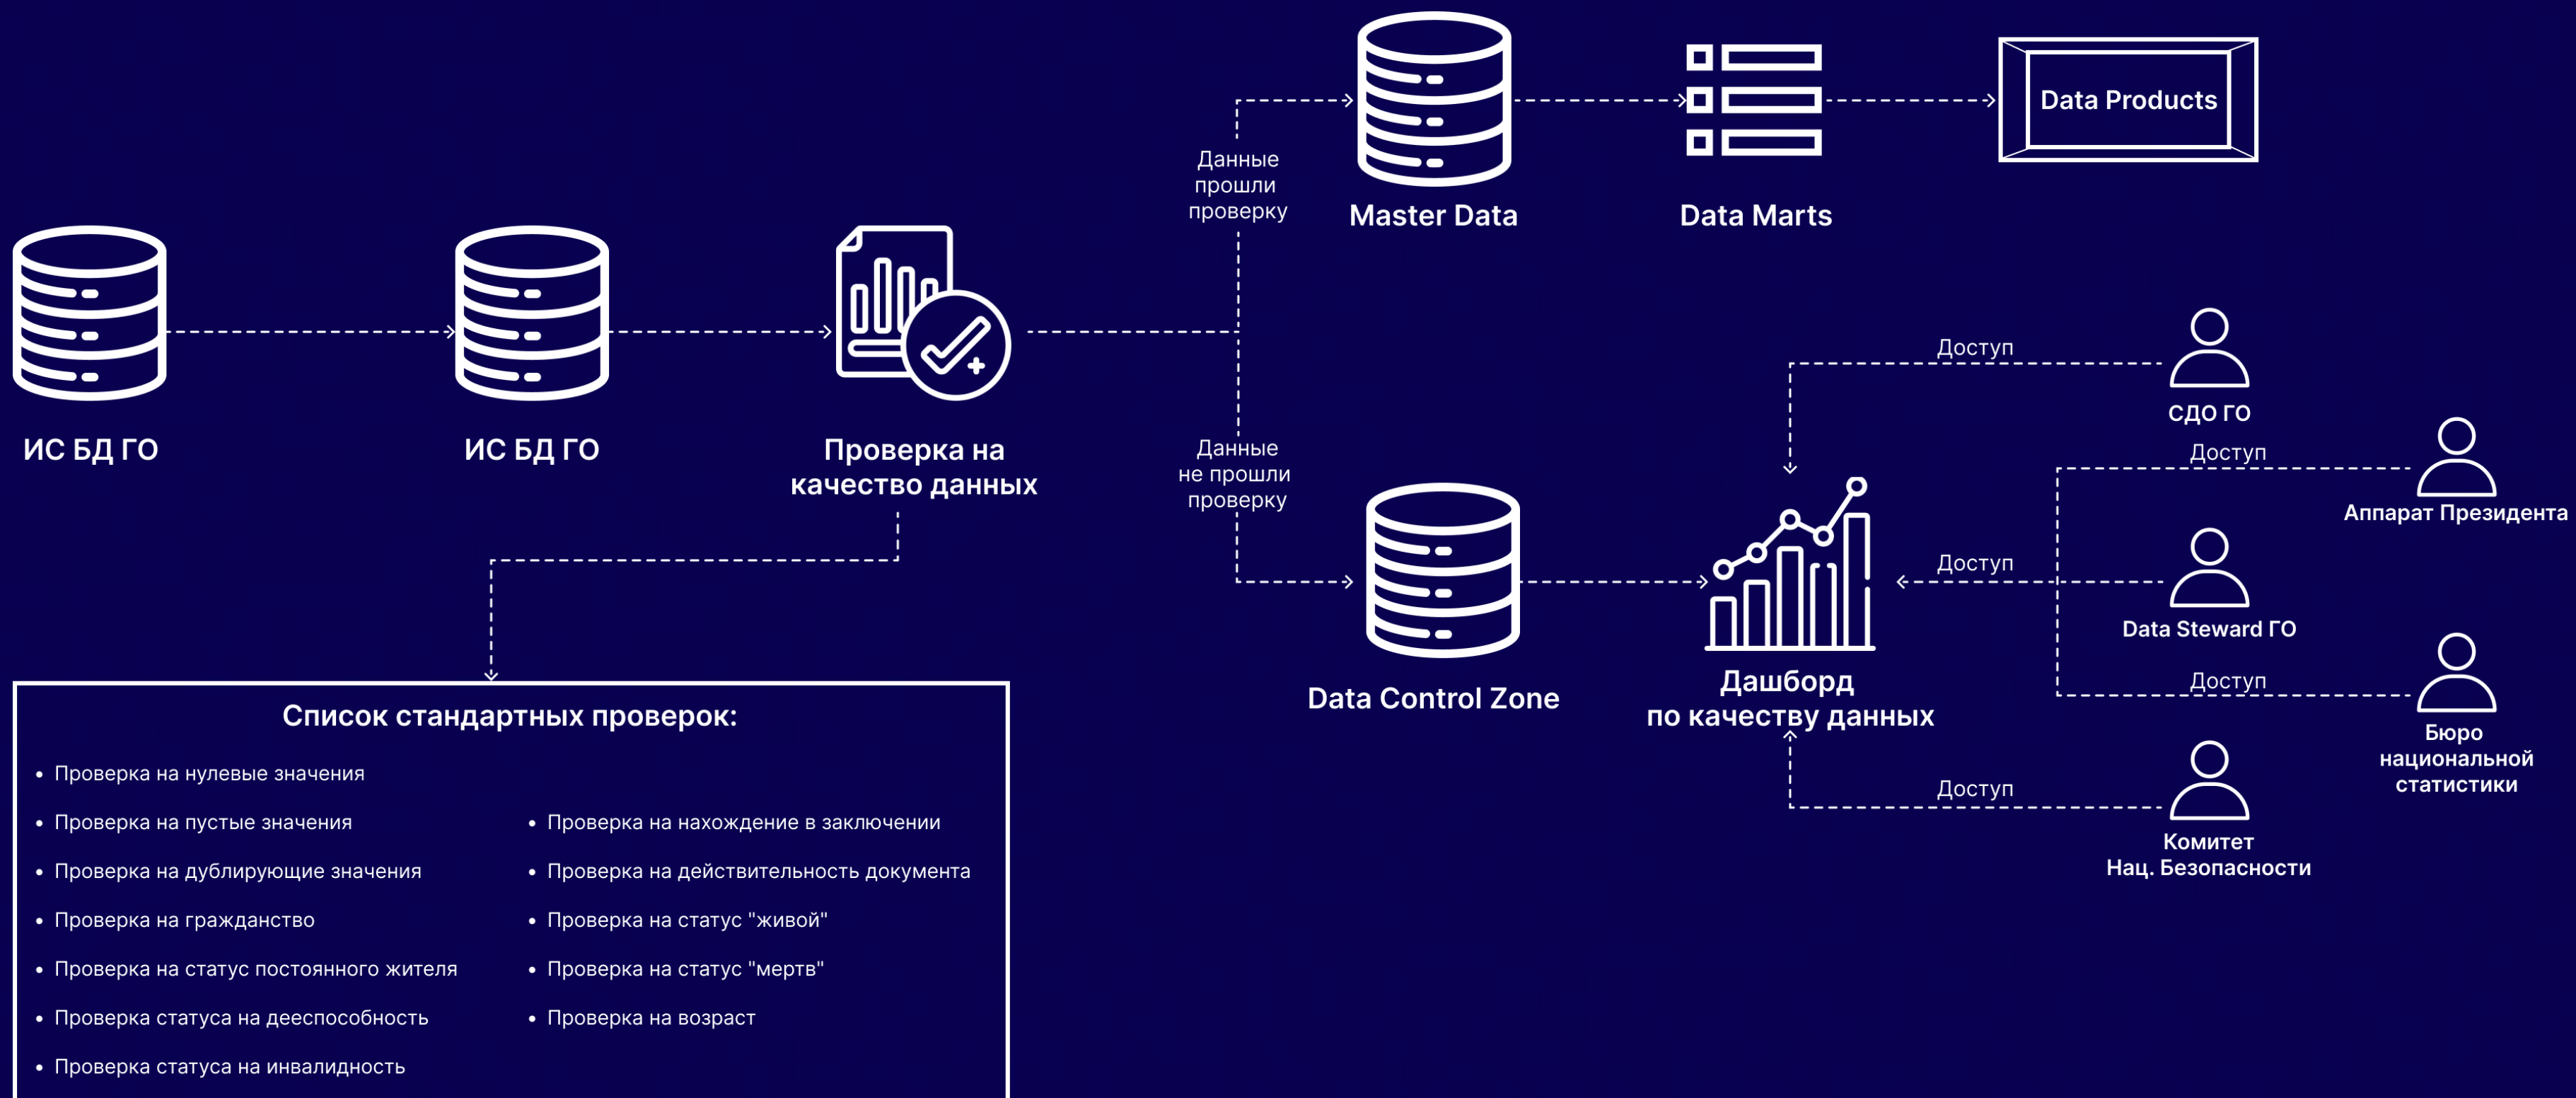 ИС БД ГО
ИС БД ГО
Проверка на
качество данных
Данные
прошли
проверку
Данные
не прошли
проверку
Master Data
Data Marts
Data Products
Data Control Zone
Дашборд
по качеству данных
Доступ
СДО ГО
Доступ
Аппарат Президента
Доступ
Data Steward ГО
Доступ
Бюро
национальной
статистики
Доступ
Комитет
Нац. Безопасности
Список стандартных проверок:
• Проверка на нулевые значения
• Проверка на пустые значения
• Проверка на дублирующие значения
• Проверка на гражданство
• Проверка на статус постоянного жителя
• Проверка статуса на дееспособность
• Проверка статуса на инвалидность
• Проверка на нахождение в заключении
• Проверка на действительность документа
• Проверка на статус "живой"
• Проверка на статус "мертв"
• Проверка на возраст